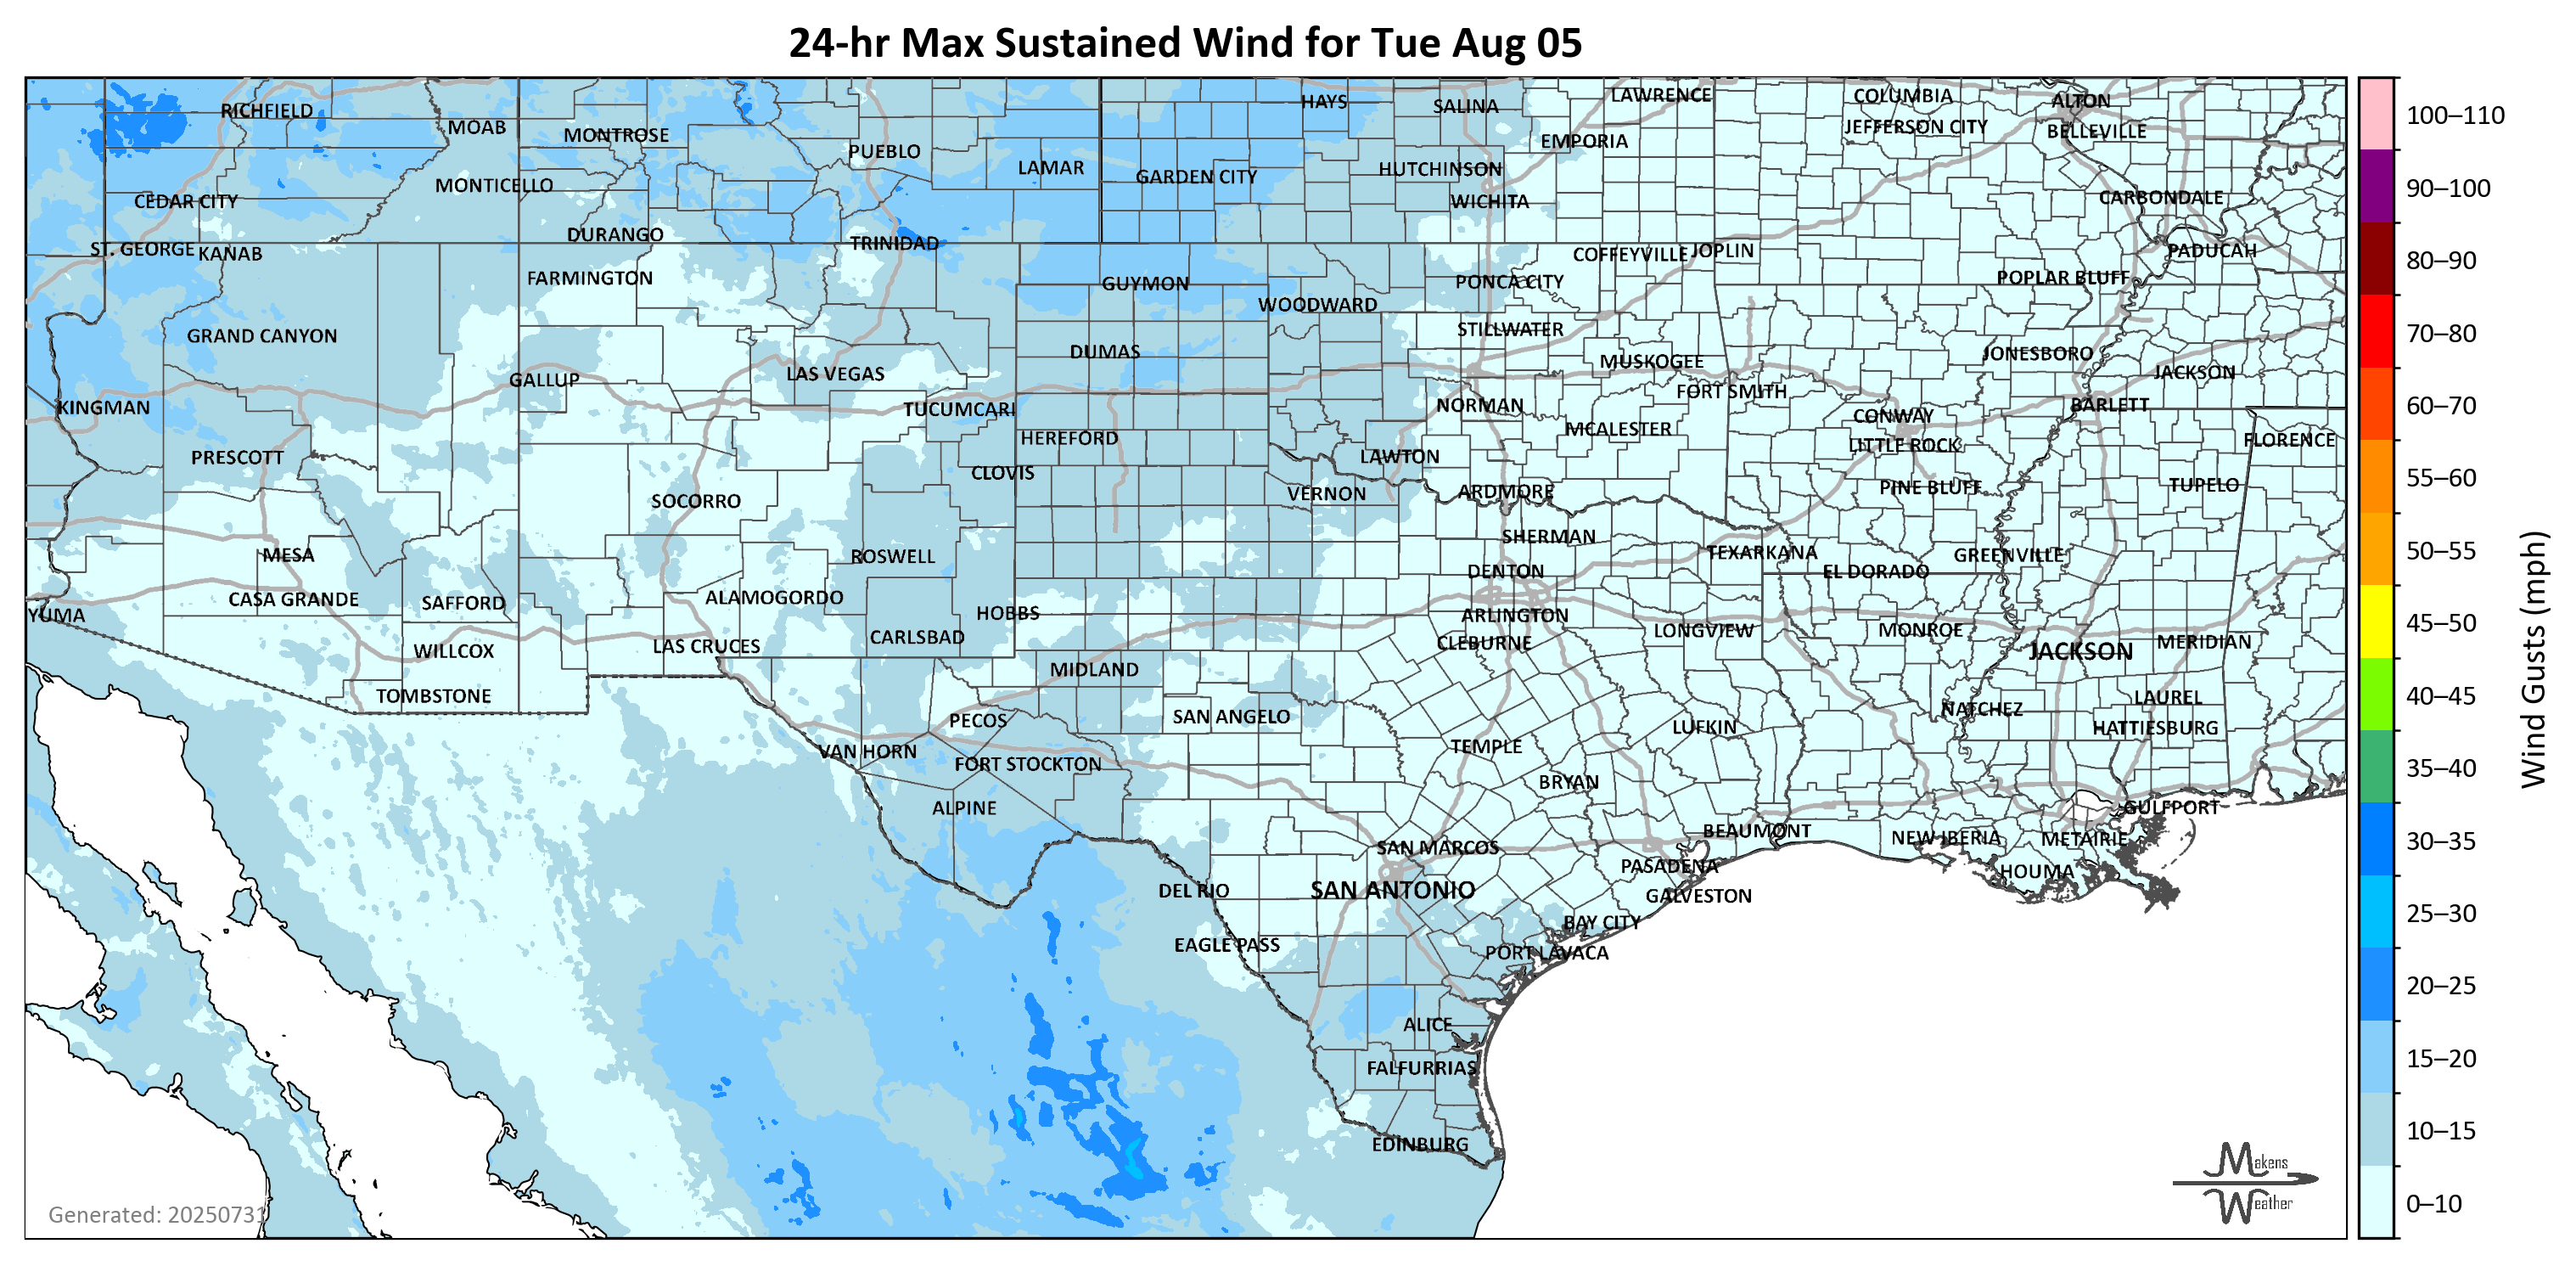 24-hr Max Sustained Wind for Tue Aug 05
RICHFIELD
MOAB
MONTROSE
PUEBLO
LAMAR
HAYS
SALINA
LAWRENCE
EMPORIA
COLUMBIA
JEFFERSON CITY
ALTON
BELLEVILLE
MONTICELLO
GARDEN CITY
HUTCHINSON
WICHITA
CARBONDALE
CEDAR CITY
ST. GEORGE
KANAB
DURANGO
TRINIDAD
COFFEYVILLE
JOPLIN
PADUCAH
FARMINGTON
GUYMON
WOODWARD
PONCA CITY
POPLAR BLUFF
GRAND CANYON
DUMAS
STILLWATER
MUSKOGEE
JONESBORO
GALLUP
LAS VEGAS
FORT SMITH
JACKSON
KINGMAN
TUCUMCARI
NORMAN
CONWAY
BARLETT
PRESCOTT
HEREFORD
MCALESTER
LITTLE ROCK
FLORENCE
CLOVIS
LAWTON
SOCORRO
VERNON
ARDMORE
PINE BLUFF
TUPELO
MESA
ROSWELL
SHERMAN
TEXARKANA
GREENVILLE
DENTON
EL DORADO
YUMA
CASA GRANDE
SAFFORD
ALAMOGORDO
HOBBS
ARLINGTON
WILLCOX
LAS CRUCES
CARLSBAD
CLEBURNE
LONGVIEW
MONROE
JACKSON
MERIDIAN
TOMBSTONE
MIDLAND
PECOS
SAN ANGELO
LUFKIN
NATCHEZ
LAUREL
HATTIESBURG
VAN HORN
FORT STOCKTON
TEMPLE
BRYAN
ALPINE
BEAUMONT
NEW IBERIA
METAIRIE
GULFPORT
SAN MARCOS
PASADENA
HOUMA
DEL RIO
SAN ANTONIO
GALVESTON
BAY CITY
EAGLE PASS
PORT LAVACA
ALICE
FALFURRIAS
EDINBURG
Generated: 20250731
Makens
Weather
100–110
90–100
80–90
70–80
60–70
55–60
50–55
45–50
40–45
35–40
30–35
25–30
20–25
15–20
10–15
0–10
Wind Gusts (mph)